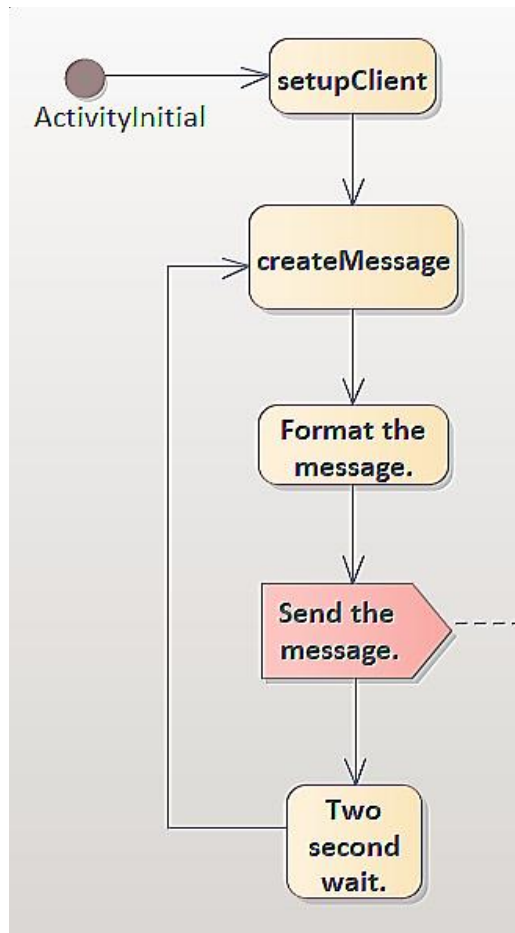 setupClient
ActivityInitial
createMessage
Format the
message.
Send the
message.
Two
second
wait.